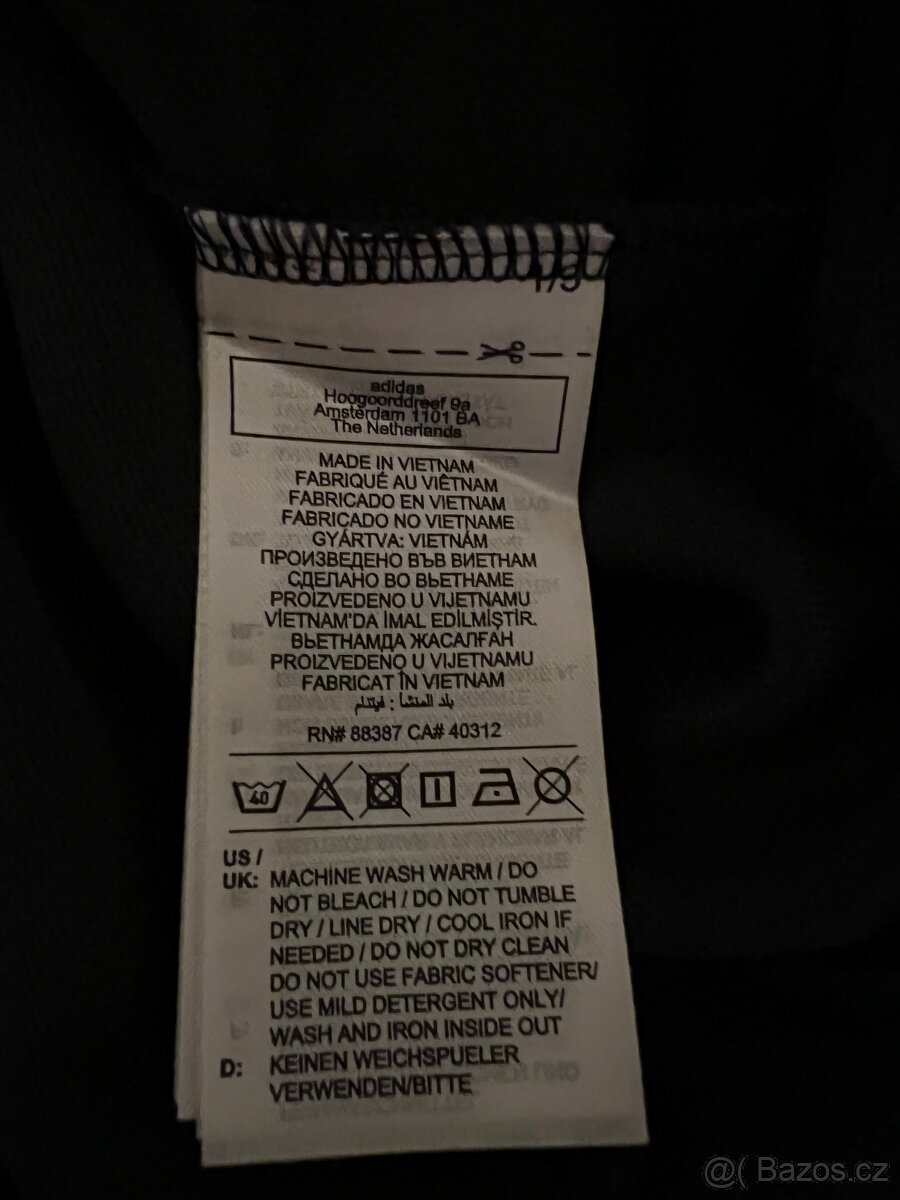 1/3
adidas
Hoogoorddreef 9a
Amsterdam 1101 BA
The Netherlands
MADE IN VIETNAM
FABRIQUÉ AU VIÊTNAM
FABRICADO EN VIETNAM
FABRICADO NO VIETNAME
GYÁRTVA: VIETNÁM
ПРОИЗВЕДЕНО ВЪВ ВИЕТНАМ
СДЕЛАНО ВО ВЬЕТНАМЕ
PROIZVEDENO U VIJETNAMU
VİETNAM'DA İMAL EDİLMİŞTİR.
ВЬЕТНАМДА ЖАСАЛҒАН
PROIZVEDENO U VIJETNAMU
FABRICAT ÎN VIETNAM
بلد المنشأ : فيتنام
RN# 88387 CA# 40312
40
US /
UK: MACHINE WASH WARM / DO
NOT BLEACH / DO NOT TUMBLE
DRY / LINE DRY / COOL IRON IF
NEEDED / DO NOT DRY CLEAN
DO NOT USE FABRIC SOFTENER/
USE MILD DETERGENT ONLY/
WASH AND IRON INSIDE OUT
D: KEINEN WEICHSPUELER
VERWENDEN/BITTE
@( Bazos.cz